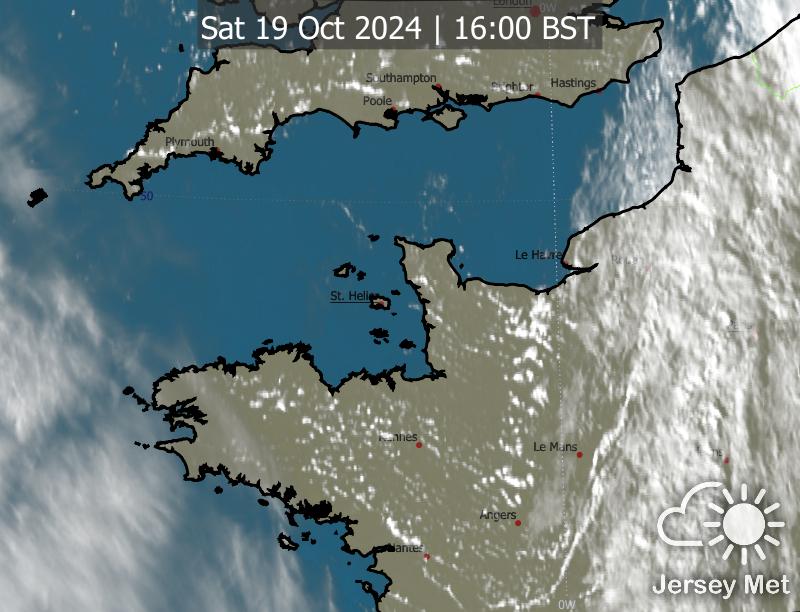 London
0W
Sat 19 Oct 2024 | 16:00 BST
Southampton
Brighton
Hastings
Poole
Plymouth
50
Le Havre
St. Helier
Rennes
Le Mans
Angers
Nantes
Jersey Met
0W